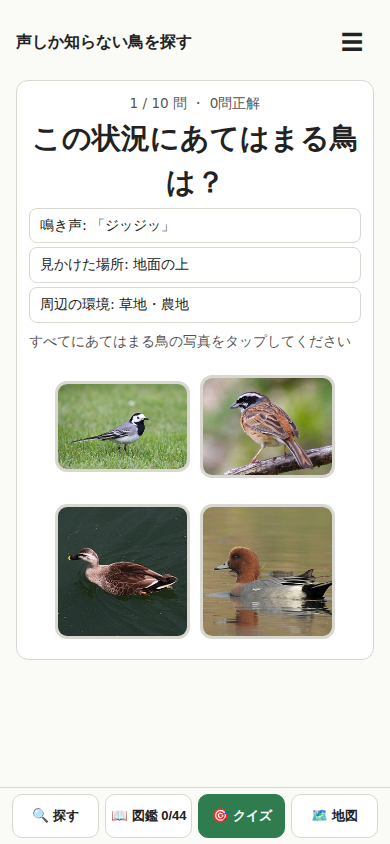 声しか知らない鳥を探す
1 / 10 問 ・ 0問正解
この状況にあてはまる鳥
は？
鳴き声: 「ジッジッ」
見かけた場所: 地面の上
周辺の環境: 草地・農地
すべてにあてはまる鳥の写真をタップしてください
探す
図鑑 0/44
クイズ
地図